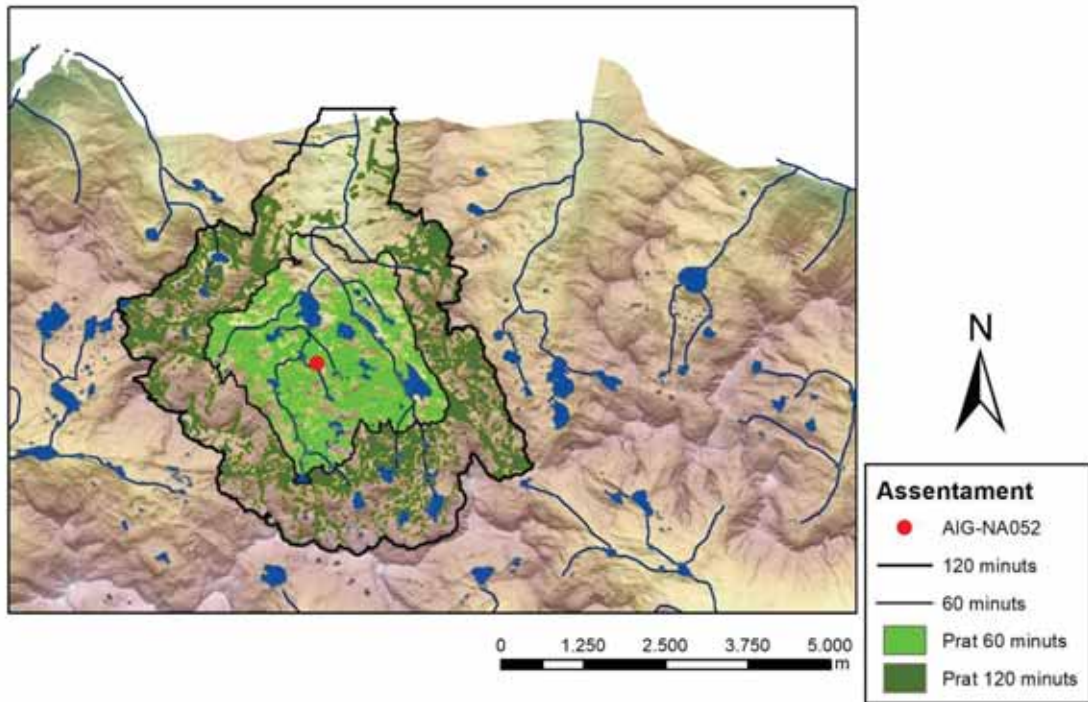 N
Assentament
AIG-NA052
120 minuts
60 minuts
Prat 60 minuts
Prat 120 minuts
0 1.250 2.500 3.750 5.000
m